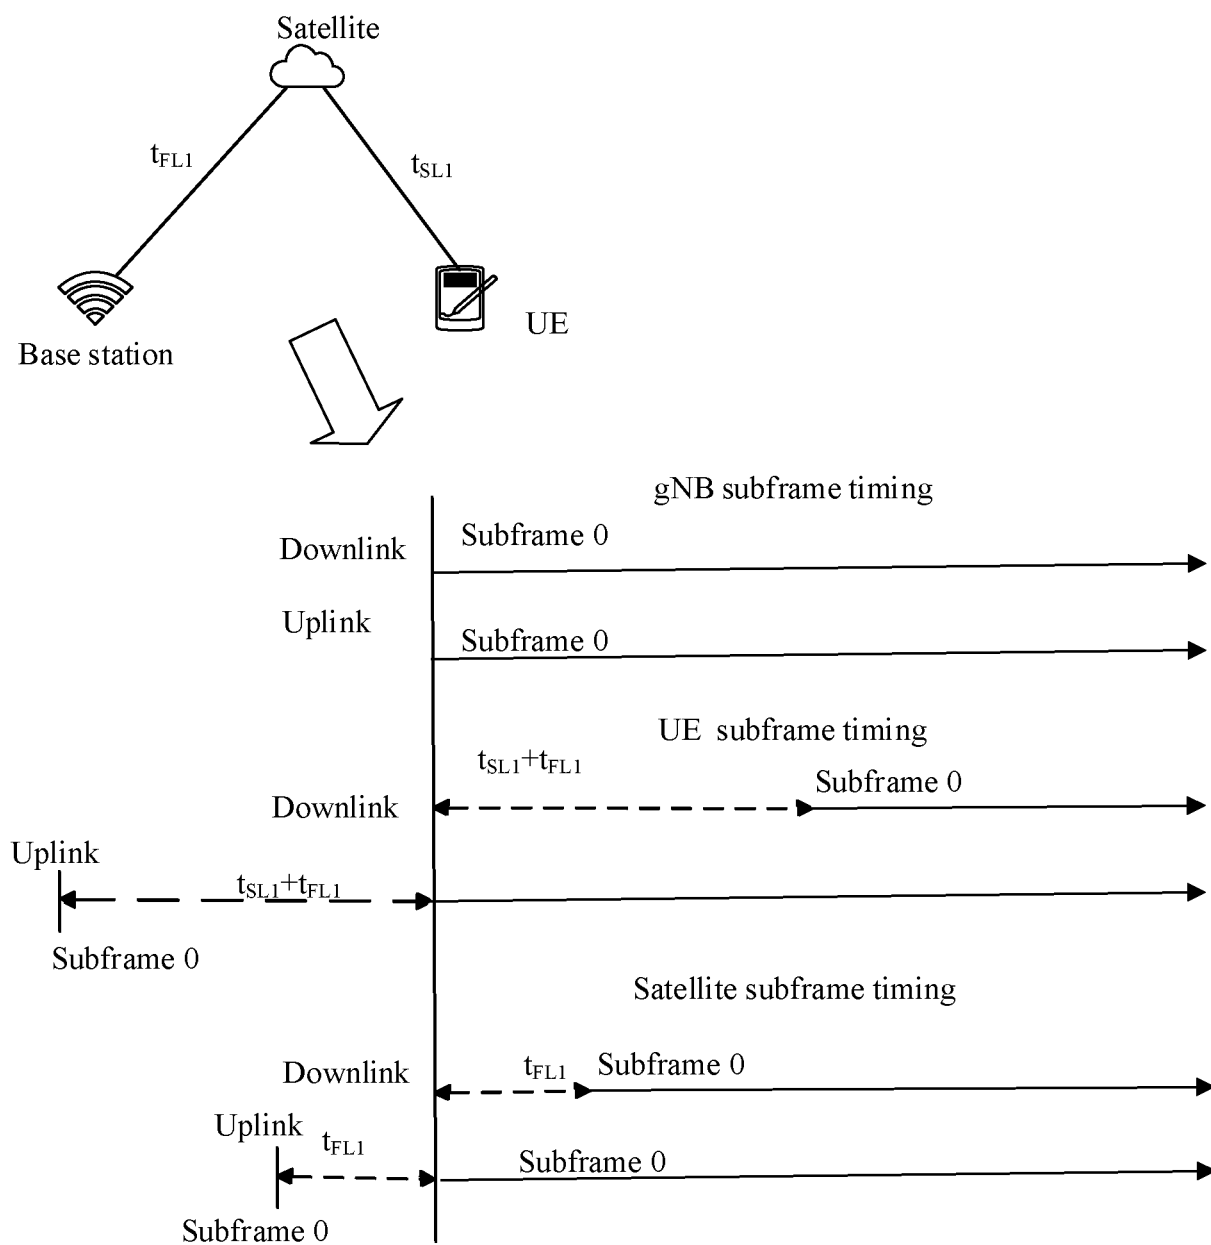 Satellite
tFL1
tSL1
UE
Base station
gNB subframe timing
Downlink
Subframe 0
Uplink
Subframe 0
UE subframe timing
tSL1+tFL1
Subframe 0
Downlink
Uplink
tSL1+tFL1
Subframe 0
Satellite subframe timing
Downlink
tFL1
Subframe 0
Uplink
tFL1
Subframe 0
Subframe 0